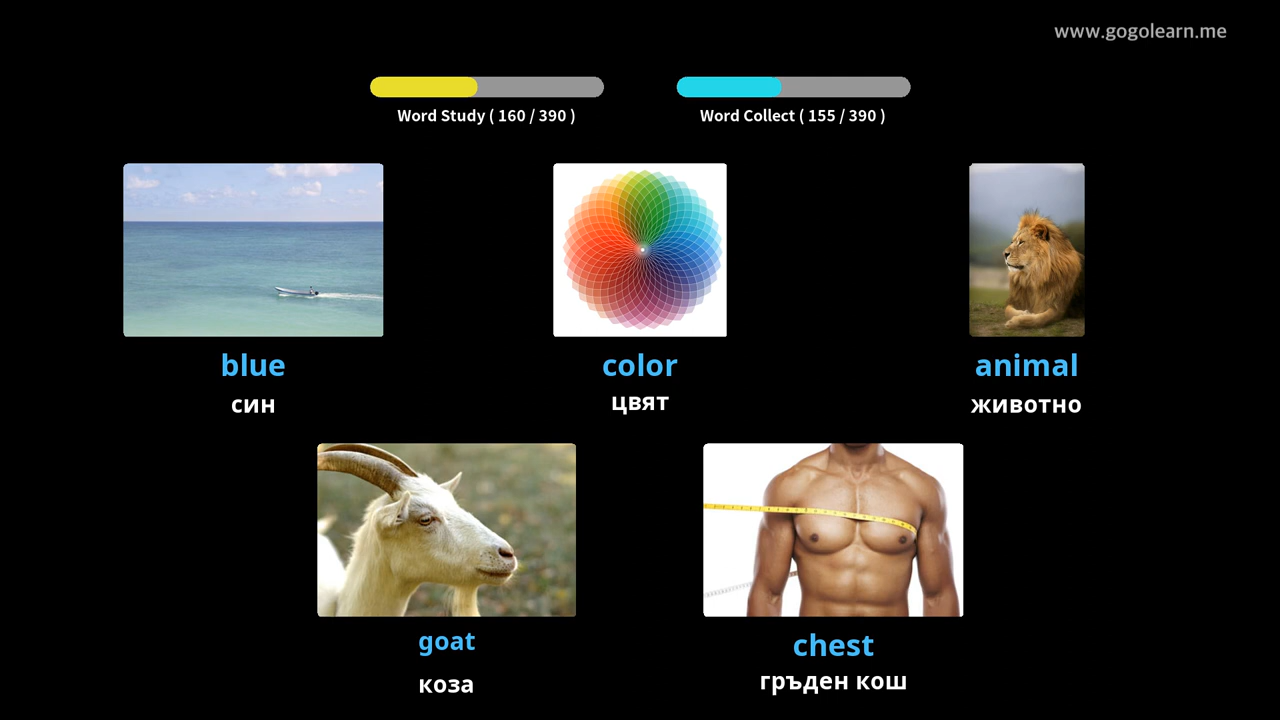 www.gogolearn.me
Word Study ( 160 / 390 )
Word Collect ( 155 / 390 )
blue
color
animal
син
цвят
животно
goat
chest
коза
гръден кош